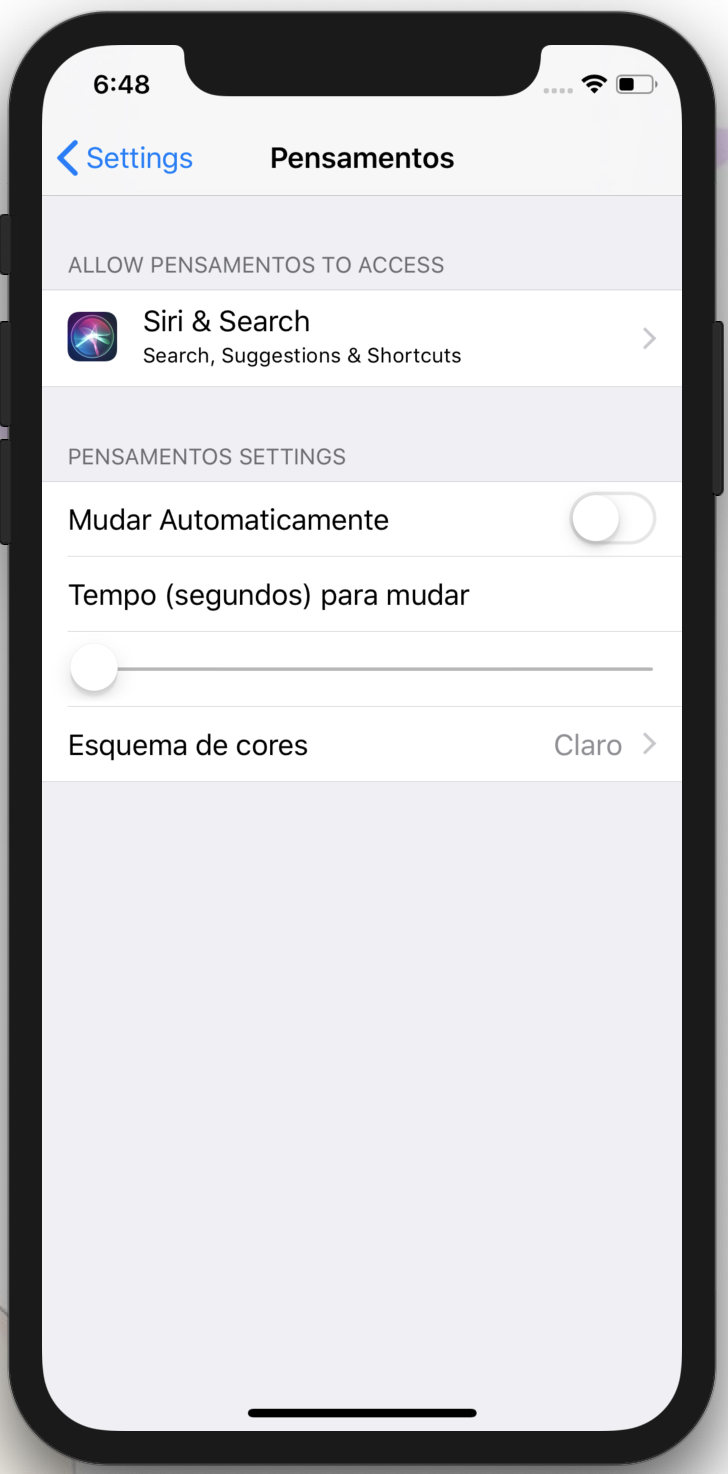 6:48
Settings
Pensamentos
ALLOW PENSAMENTOS TO ACCESS
Siri & Search
Search, Suggestions & Shortcuts
PENSAMENTOS SETTINGS
Mudar Automaticamente
Tempo (segundos) para mudar
Esquema de cores Claro